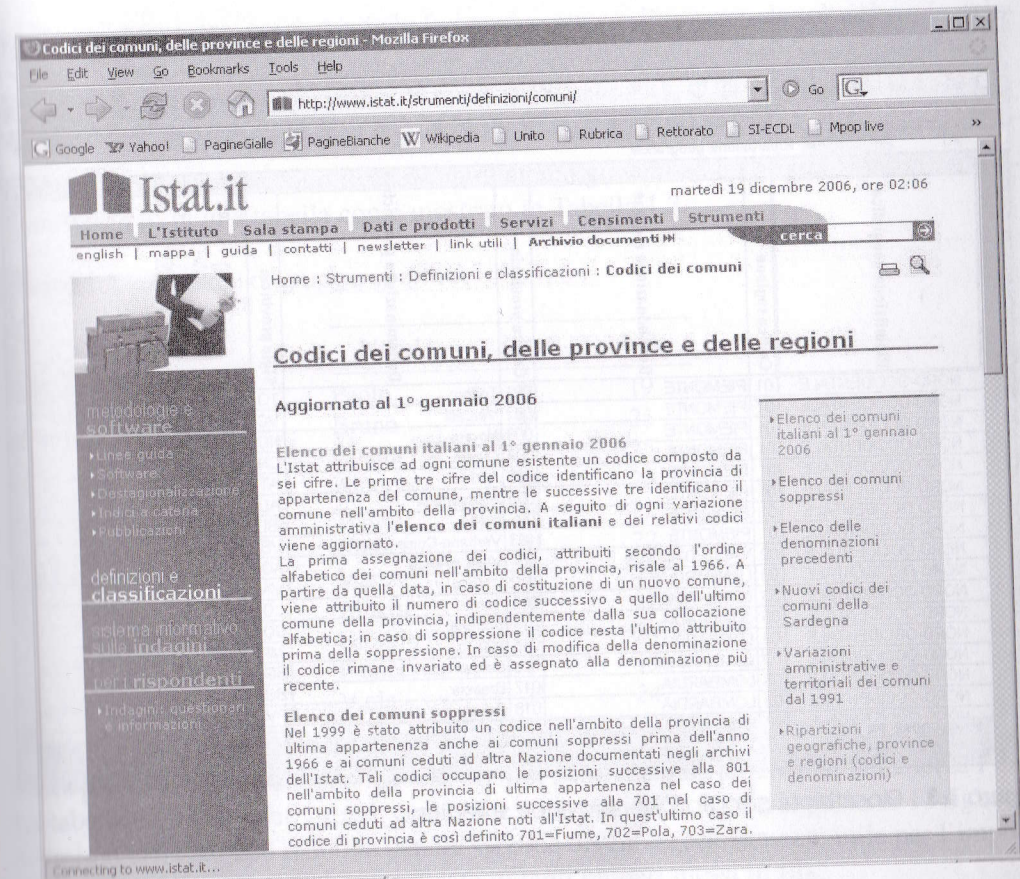 Codici dei comuni, delle province e delle regioni - Mozilla Firefox
File Edit View Go Bookmarks Tools Help
http://www.istat.it/strumenti/definizioni/comuni/ Go G
Google Yahoo! PagineGialle PagineBianche Wikipedia Unito Rubrica Rettorato SI-ECDL Mpop live »
Istat.it
martedì 19 dicembre 2006, ore 02:06
Home L'Istituto Sala stampa Dati e prodotti Servizi Censimenti Strumenti
english | mappa | guida | contatti | newsletter | link utili | Archivio documenti
cerca
Home : Strumenti : Definizioni e classificazioni : Codici dei comuni
Codici dei comuni, delle province e delle regioni
metodologie e
software
Linee guida
Software
Destagionalizzazione
Indici a catena
Pubblicazioni
definizioni e
classificazioni
sistema informativo
sulle indagini
per i rispondenti
Indagini: questionari
e informazioni
Aggiornato al 1° gennaio 2006
Elenco dei comuni italiani al 1° gennaio 2006
L'Istat attribuisce ad ogni comune esistente un codice composto da
sei cifre. Le prime tre cifre del codice identificano la provincia di
appartenenza del comune, mentre le successive tre identificano il
comune nell'ambito della provincia. A seguito di ogni variazione
amministrativa l'elenco dei comuni italiani e dei relativi codici
viene aggiornato.
La prima assegnazione dei codici, attribuiti secondo l'ordine
alfabetico dei comuni nell'ambito della provincia, risale al 1966. A
partire da quella data, in caso di costituzione di un nuovo comune,
viene attribuito il numero di codice successivo a quello dell'ultimo
comune della provincia, indipendentemente dalla sua collocazione
alfabetica; in caso di soppressione il codice resta l'ultimo attribuito
prima della soppressione. In caso di modifica della denominazione
il codice rimane invariato ed è assegnato alla denominazione più
recente.
Elenco dei comuni soppressi
Nel 1999 è stato attribuito un codice nell'ambito della provincia di
ultima appartenenza anche ai comuni soppressi prima dell'anno
1966 e ai comuni ceduti ad altra Nazione documentati negli archivi
dell'Istat. Tali codici occupano le posizioni successive alla 801
nell'ambito della provincia di ultima appartenenza nel caso dei
comuni soppressi, le posizioni successive alla 701 nel caso di
comuni ceduti ad altra Nazione noti all'Istat. In quest'ultimo caso il
codice di provincia è così definito 701=Fiume, 702=Pola, 703=Zara.
Elenco dei comuni
italiani al 1° gennaio
2006
Elenco dei comuni
soppressi
Elenco delle
denominazioni
precedenti
Nuovi codici dei
comuni della
Sardegna
Variazioni
amministrative e
territoriali dei comuni
dal 1991
Ripartizioni
geografiche, province
e regioni (codici e
denominazioni)
Connecting to www.istat.it...